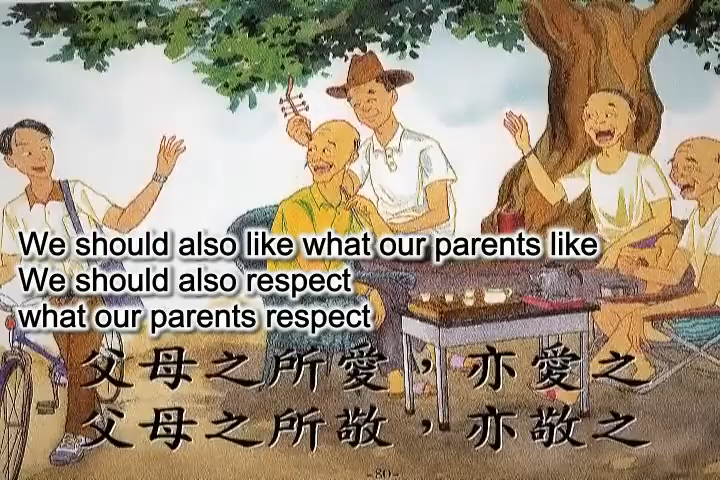 We should also like what our parents like
We should also respect
what our parents respect
父母之所愛，亦愛之
父母之所敬，亦敬之
-80-